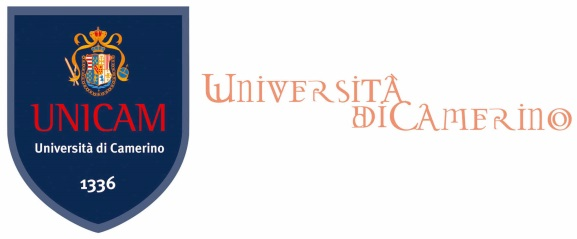 UNICAM
Università di Camerino
1336
UNIVERSITÀ
DI CAMERINO